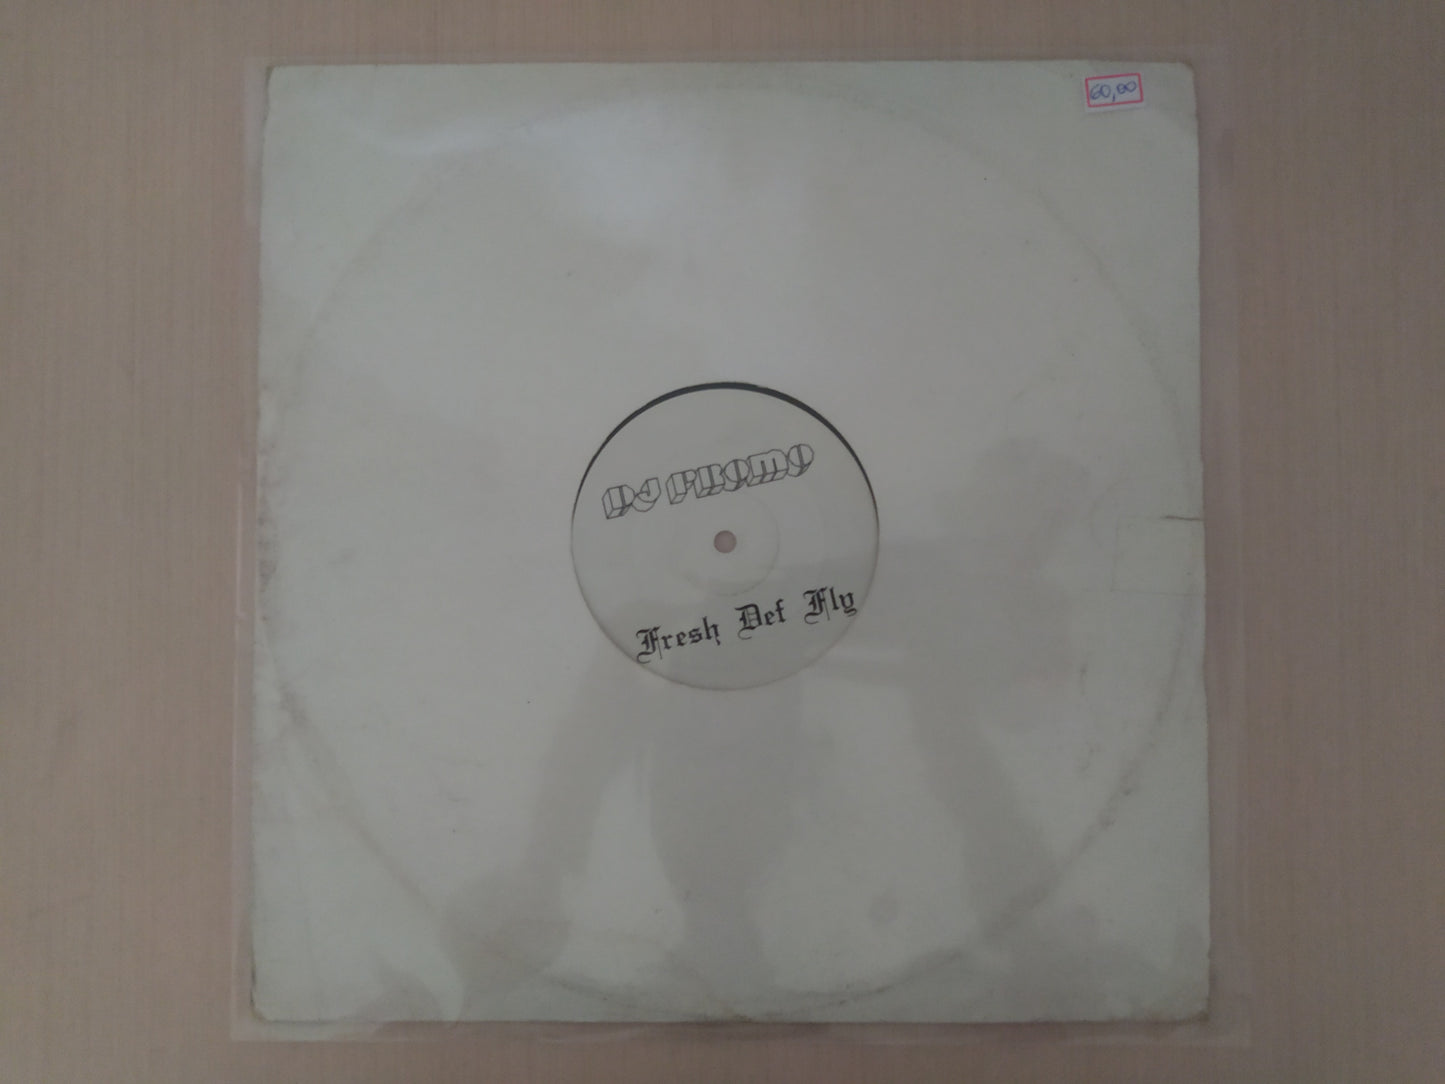 60,00
DJ PROMO
Fresh Def Fly